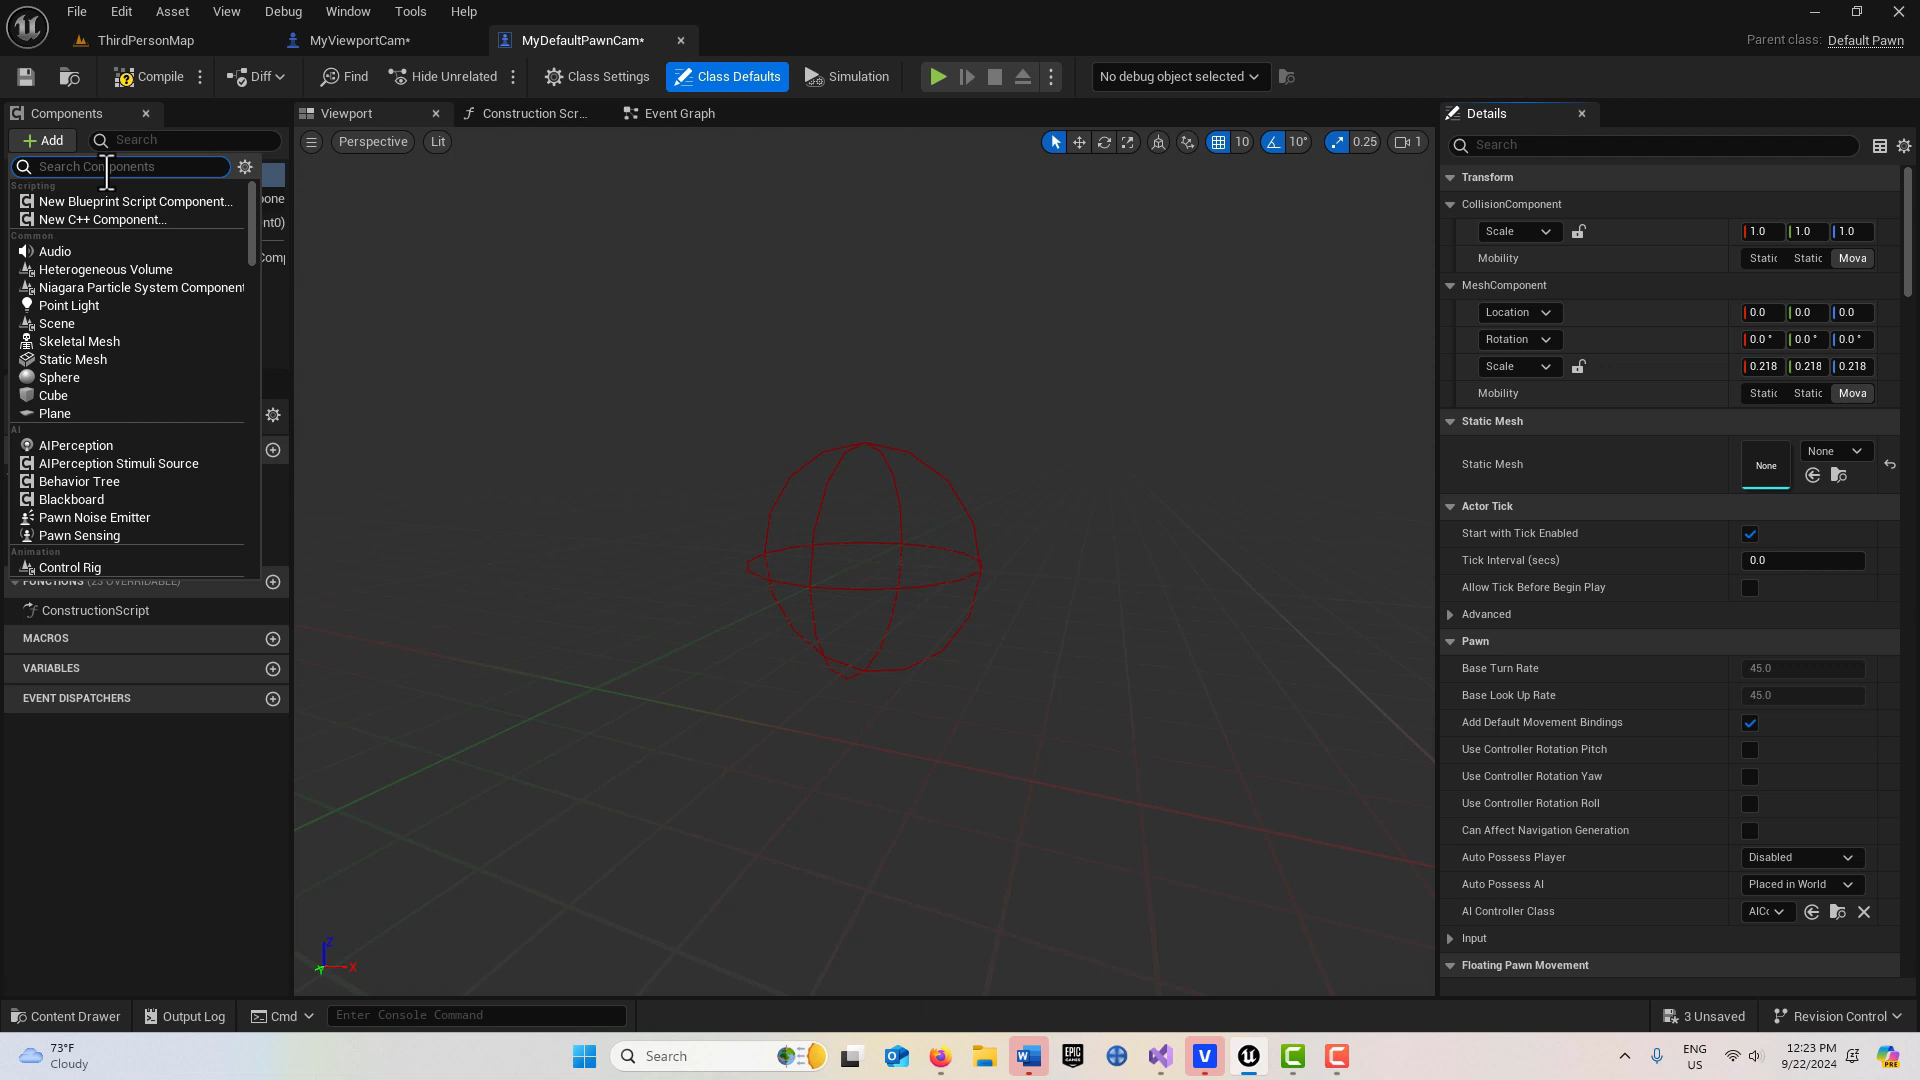 File Edit Asset View Debug Window Tools Help
ThirdPersonMap MyViewportCam* MyDefaultPawnCam* Parent class: Default Pawn
Compile Diff Find Hide Unrelated Class Settings Class Defaults Simulation No debug object selected
Components Viewport Construction Scr... Event Graph Details
Add Search Perspective Lit 10 10° 0.25 1 Search
Search Components
Scripting
New Blueprint Script Component...
New C++ Component...
Common
Audio
Heterogeneous Volume
Niagara Particle System Component
Point Light
Scene
Skeletal Mesh
Static Mesh
Sphere
Cube
Plane
AI
AIPerception
AIPerception Stimuli Source
Behavior Tree
Blackboard
Pawn Noise Emitter
Pawn Sensing
Animation
Control Rig
FUNCTIONS (23 OVERRIDABLE)
ConstructionScript
MACROS
VARIABLES
EVENT DISPATCHERS
Z
X
Y
Transform
CollisionComponent
Scale 1.0 1.0 1.0
Mobility Static Static Mova
MeshComponent
Location 0.0 0.0 0.0
Rotation 0.0 ° 0.0 ° 0.0 °
Scale 0.218 0.218 0.218
Mobility Static Static Mova
Static Mesh
Static Mesh None None
Actor Tick
Start with Tick Enabled
Tick Interval (secs) 0.0
Allow Tick Before Begin Play
Advanced
Pawn
Base Turn Rate 45.0
Base Look Up Rate 45.0
Add Default Movement Bindings
Use Controller Rotation Pitch
Use Controller Rotation Yaw
Use Controller Rotation Roll
Can Affect Navigation Generation
Auto Possess Player Disabled
Auto Possess AI Placed in World
AI Controller Class AICc
Input
Floating Pawn Movement
Content Drawer Output Log Cmd Enter Console Command 3 Unsaved Revision Control
73°F
Cloudy
Search
ENG
US
12:23 PM
9/22/2024